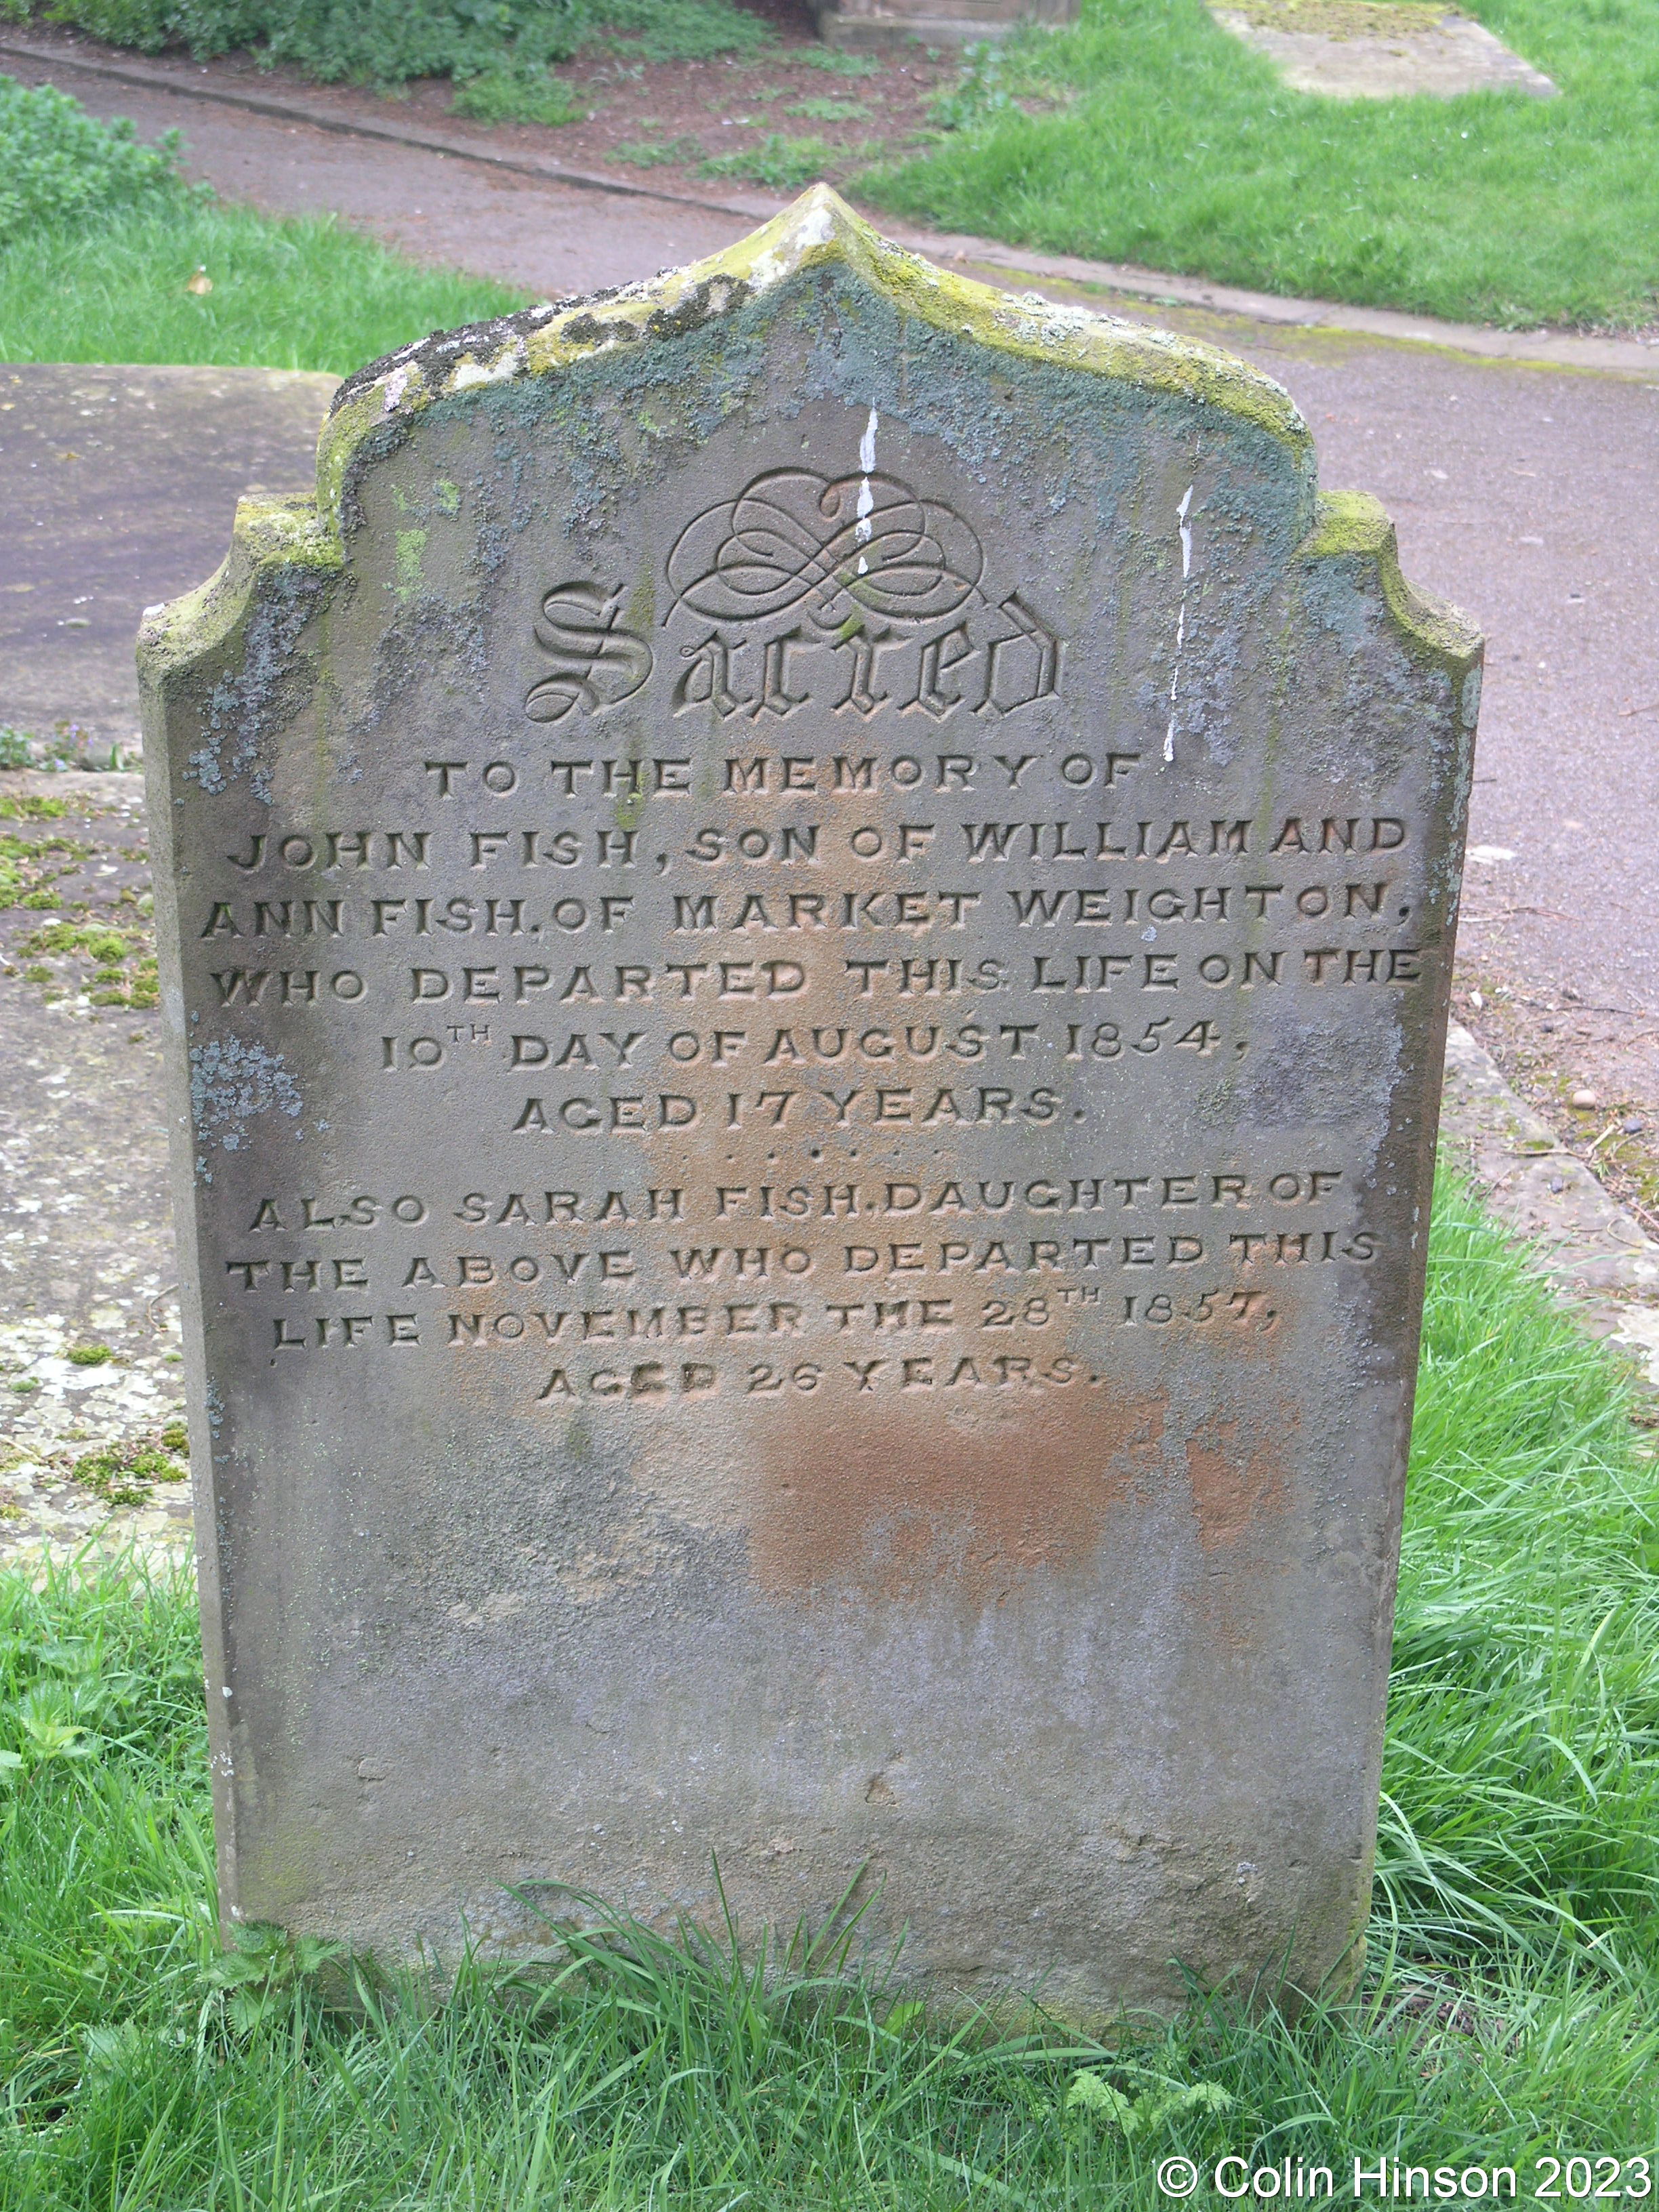 Sacred
TO THE MEMORY OF
JOHN FISH, SON OF WILLIAM AND
ANN FISH, OF MARKET WEIGHTON,
WHO DEPARTED THIS LIFE ON THE
10TH DAY OF AUGUST 1854,
AGED 17 YEARS.
ALSO SARAH FISH, DAUGHTER OF
THE ABOVE WHO DEPARTED THIS
LIFE NOVEMBER THE 28TH 1857,
AGED 26 YEARS.
© Colin Hinson 2023